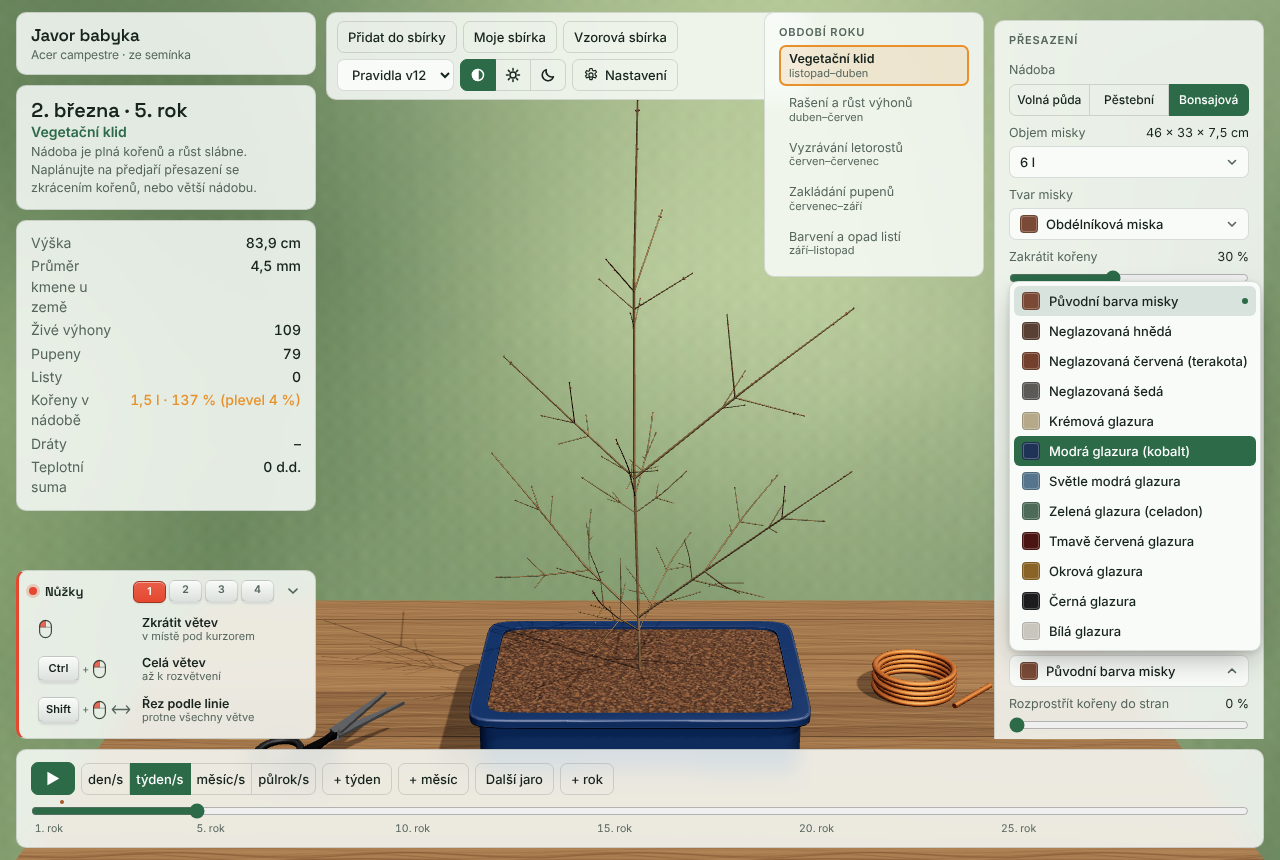 Javor babyka
Acer campestre · ze semínka
2. března · 5. rok
Vegetační klid
Nádoba je plná kořenů a růst slábne.
Naplánujte na předjaří přesazení se
zkrácením kořenů, nebo větší nádobu.
Výška 83,9 cm
Průměr 4,5 mm
kmene u
země
Živé výhony 109
Pupeny 79
Listy 0
Kořeny v 1,5 l · 137 % (plevel 4 %)
nádobě
Dráty –
Teplotní 0 d.d.
suma
Nůžky 1 2 3 4
Zkrátit větev
v místě pod kurzorem
Ctrl + Celá větev
až k rozvětvení
Shift + Řez podle linie
protne všechny větve
Přidat do sbírky Moje sbírka Vzorová sbírka
Pravidla v12 Nastavení
OBDOBÍ ROKU
Vegetační klid
listopad–duben
Rašení a růst výhonů
duben–červen
Vyzrávání letorostů
červen–červenec
Zakládání pupenů
červenec–září
Barvení a opad listí
září–listopad
PŘESAZENÍ
Nádoba
Volná půda Pěstební Bonsajová
Objem misky 46 × 33 × 7,5 cm
6 l
Tvar misky
Obdélníková miska
Zakrátit kořeny 30 %
Původní barva misky
Neglazovaná hnědá
Neglazovaná červená (terakota)
Neglazovaná šedá
Krémová glazura
Modrá glazura (kobalt)
Světle modrá glazura
Zelená glazura (celadon)
Tmavě červená glazura
Okrová glazura
Černá glazura
Bílá glazura
Původní barva misky
Rozprostřít kořeny do stran 0 %
den/s týden/s měsíc/s půlrok/s + týden + měsíc Další jaro + rok
1. rok 5. rok 10. rok 15. rok 20. rok 25. rok